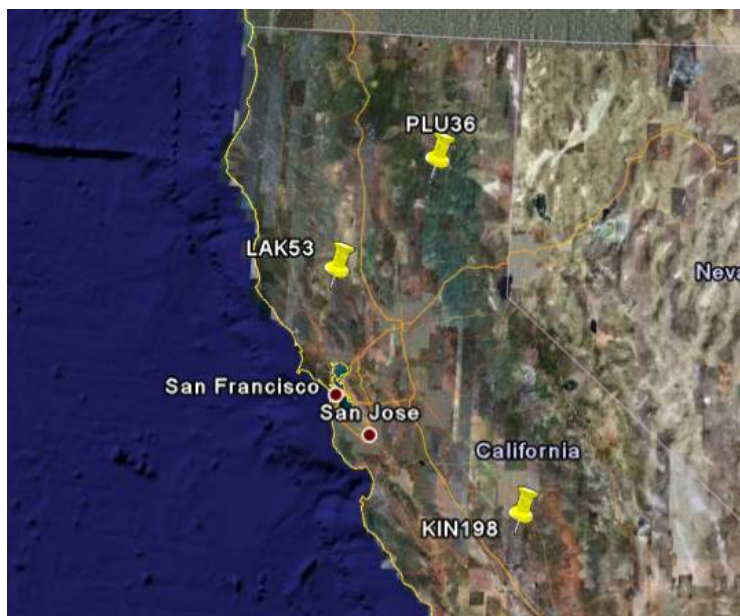 PLU36
LAK53
Neva
San Francisco
San Jose
California
KIN198